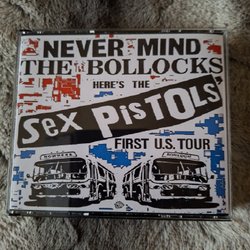 NEVER MIND
THE BOLLOCKS
HERE'S THE
SEX PiSTOLS
FIRST U.S. TOUR